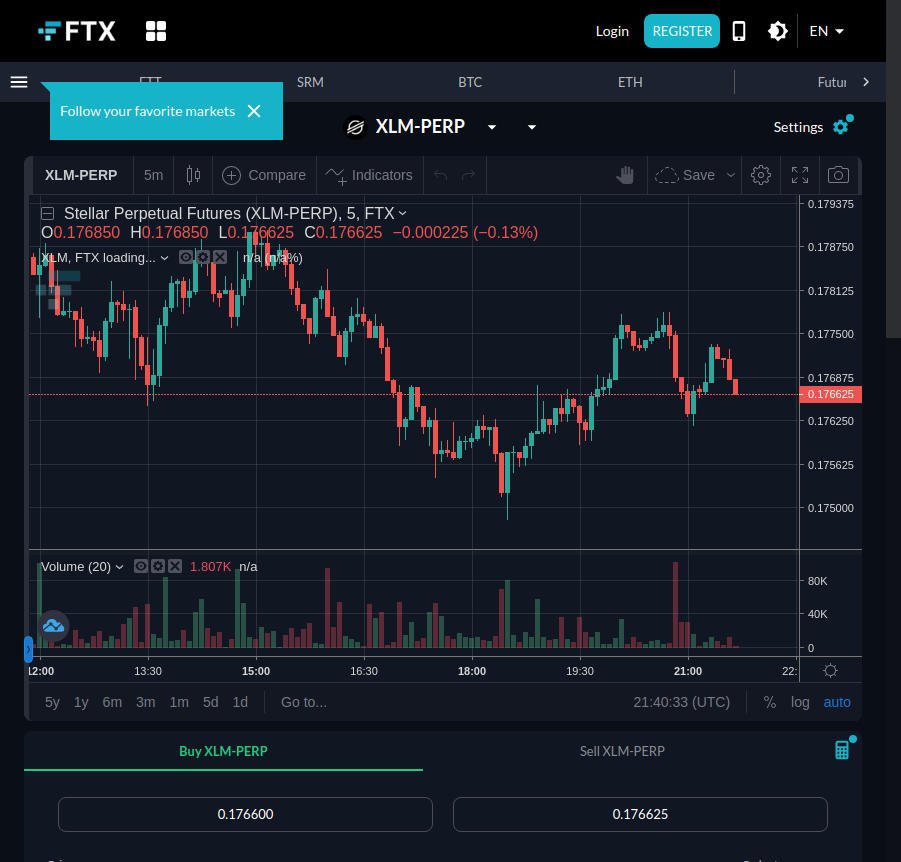 FTX
Login
REGISTER
EN
FTT
SRM
BTC
ETH
Futur
Follow your favorite markets
XLM-PERP
Settings
XLM-PERP 5m Compare Indicators Save
Stellar Perpetual Futures (XLM-PERP), 5, FTX
O0.176850 H0.176850 L0.176625 C0.176625 −0.000225 (−0.13%)
XLM, FTX loading... n/a (n/a%)
0.179375
0.178750
0.178125
0.177500
0.176875
0.176625
0.176250
0.175625
0.175000
Volume (20) 1.807K n/a
80K
40K
0
12:00 13:30 15:00 16:30 18:00 19:30 21:00 22:
5y 1y 6m 3m 1m 5d 1d Go to... 21:40:33 (UTC) % log auto
Buy XLM-PERP Sell XLM-PERP
0.176600 0.176625